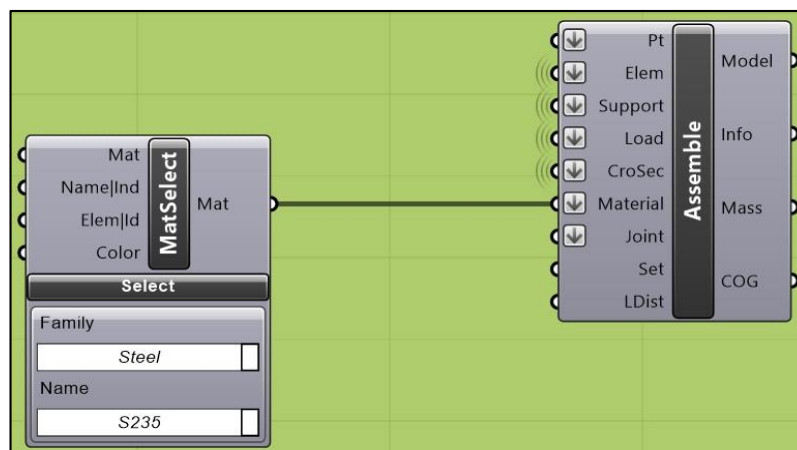 Mat
Name|Ind
Elem|Id
Color
MatSelect
Mat
Select
Family
Steel
Name
S235
Pt
Elem
Support
Load
CroSec
Material
Joint
Set
LDist
Assemble
Model
Info
Mass
COG